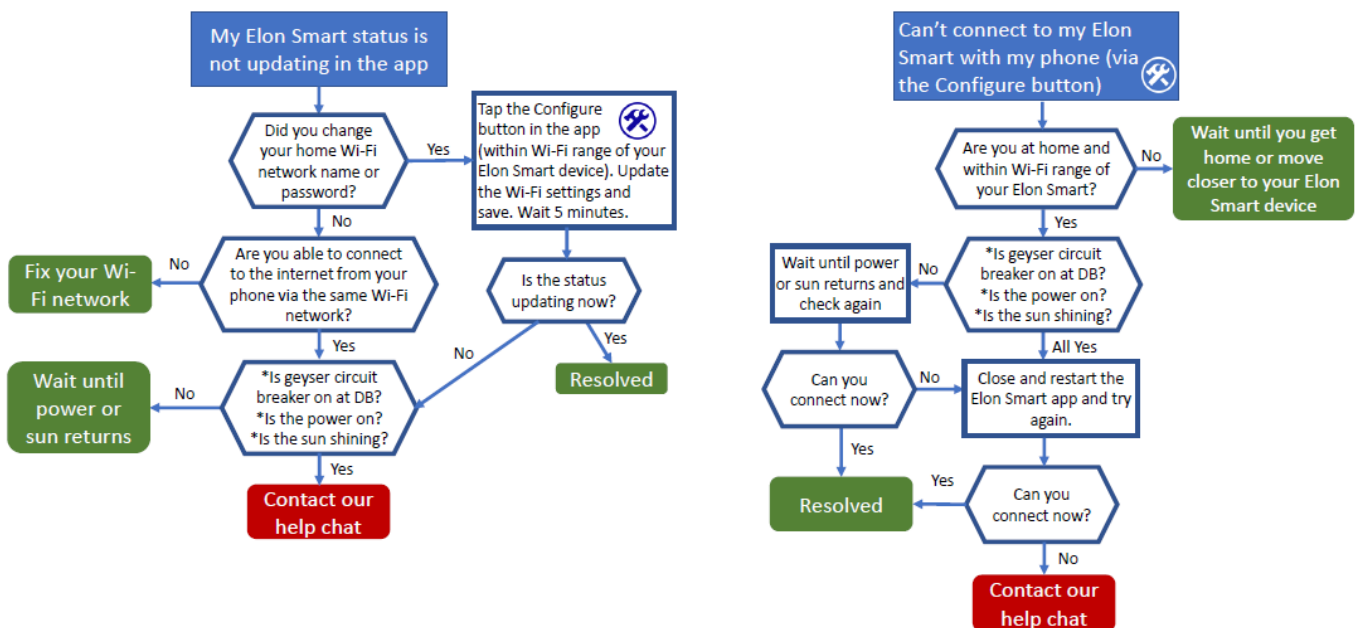 My Elon Smart status is
not updating in the app
Did you change
your home Wi-Fi
network name or
password?
Yes
Tap the Configure
button in the app
(within Wi-Fi range of your
Elon Smart device). Update
the Wi-Fi settings and
save. Wait 5 minutes.
No
Are you able to connect
to the internet from your
phone via the same Wi-Fi
network?
No
Fix your Wi-
Fi network
Is the status
updating now?
Yes
No
Yes
Resolved
*Is geyser circuit
breaker on at DB?
*Is the power on?
*Is the sun shining?
No
Wait until
power or
sun returns
Yes
Contact our
help chat
Can't connect to my Elon
Smart with my phone (via
the Configure button)
Are you at home and
within Wi-Fi range of
your Elon Smart?
No
Wait until you get
home or move
closer to your Elon
Smart device
Yes
*Is geyser circuit
breaker on at DB?
*Is the power on?
*Is the sun shining?
No
Wait until power
or sun returns and
check again
All Yes
Can you
connect now?
No
Close and restart the
Elon Smart app and try
again.
Yes
Resolved
Yes
Can you
connect now?
No
Contact our
help chat